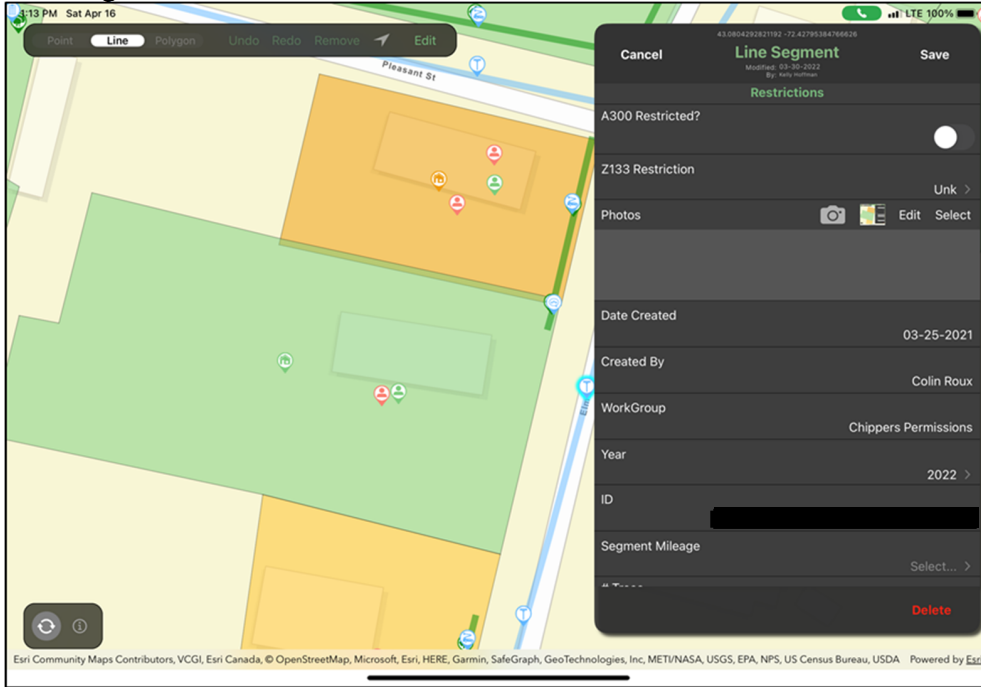 4:13 PM Sat Apr 16
LTE 100%
Point Line Polygon Undo Redo Remove Edit
Pleasant St
43.0804292821192 -72.42795384766626
Cancel Line Segment Save
Modified: 03-30-2022
By: Kelly Hoffman
Restrictions
A300 Restricted?
Z133 Restriction
Unk >
Photos Edit Select
Date Created
03-25-2021
Created By
Colin Roux
WorkGroup
Chippers Permissions
Year
2022 >
ID
Segment Mileage
Select... >
# Trees
Delete
Esri Community Maps Contributors, VCGI, Esri Canada, © OpenStreetMap, Microsoft, Esri, HERE, Garmin, SafeGraph, GeoTechnologies, Inc, METI/NASA, USGS, EPA, NPS, US Census Bureau, USDA Powered by Esri